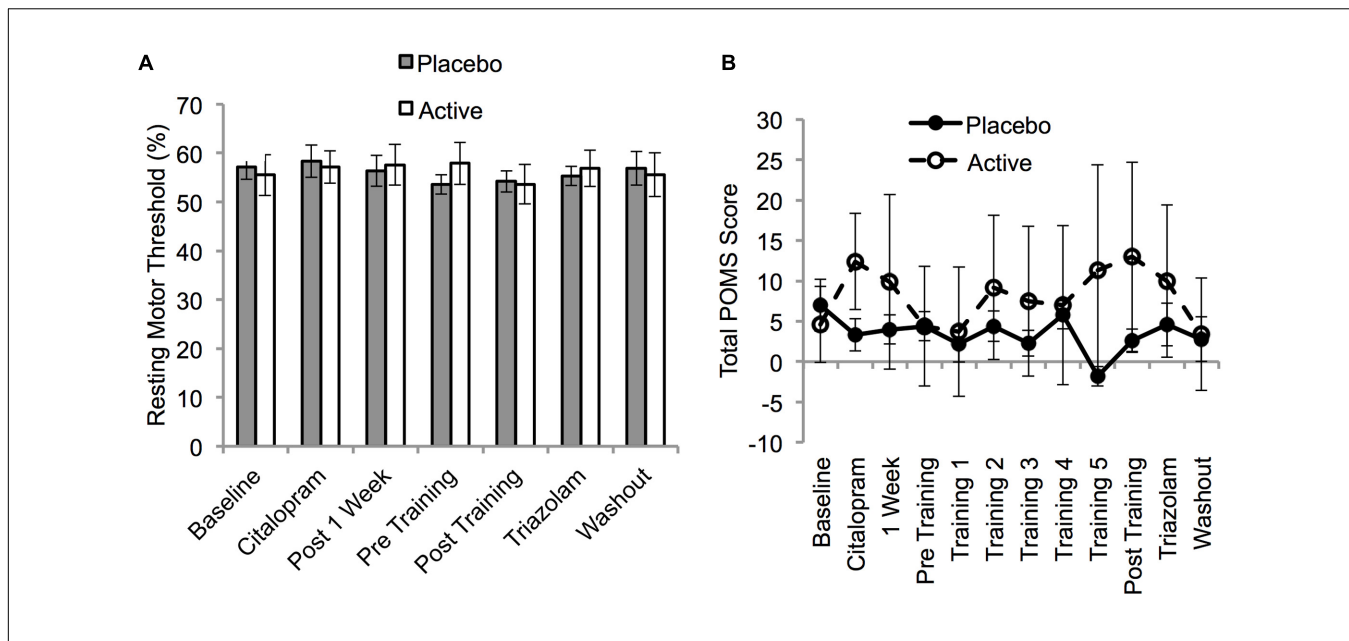 A
Placebo
Active
Resting Motor Threshold (%)
70
60
50
40
30
20
10
0
Baseline
Citalopram
Post 1 Week
Pre Training
Post Training
Triazolam
Washout
B
Placebo
Active
Total POMS Score
30
25
20
15
10
5
0
-5
-10
Baseline
Citalopram
1 Week
Pre Training
Training 1
Training 2
Training 3
Training 4
Training 5
Post Training
Triazolam
Washout